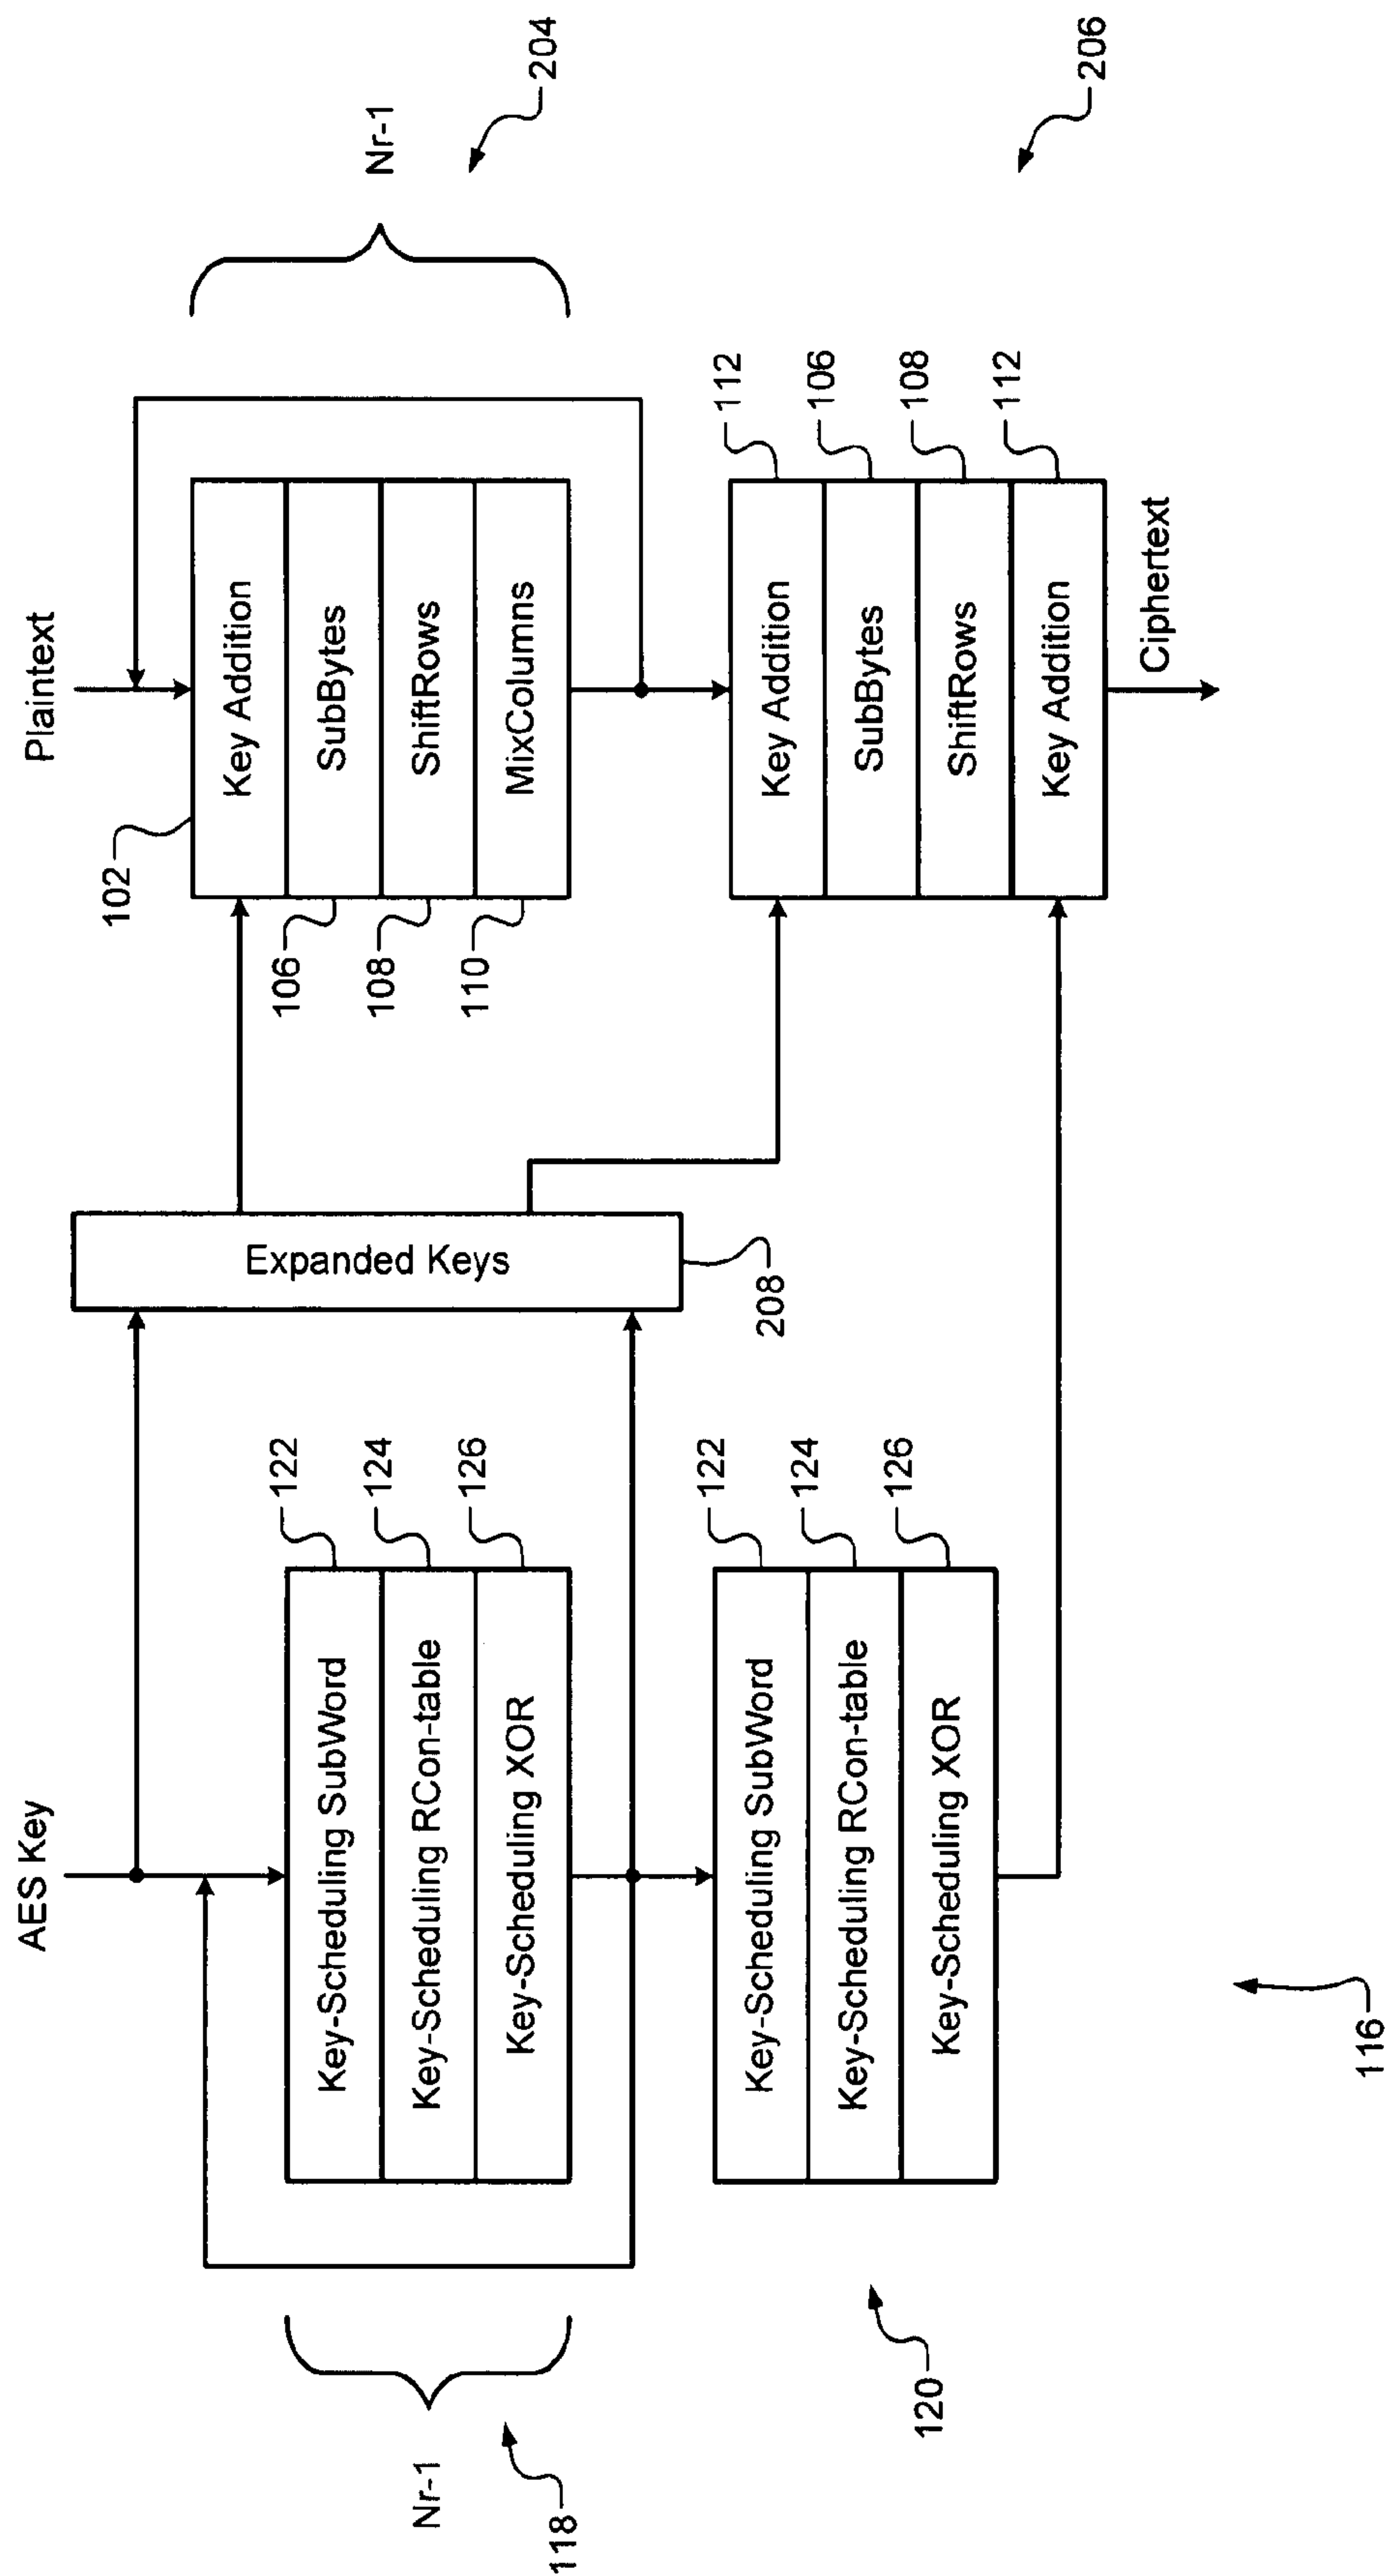 AES Key
Plaintext
Nr-1
118
Key-Scheduling SubWord
122
Key-Scheduling RCon-table
124
Key-Scheduling XOR
126
Expanded Keys
208
102
Key Addition
SubBytes
106
ShiftRows
108
MixColumns
110
Nr-1
204
120
Key-Scheduling SubWord
122
Key-Scheduling RCon-table
124
Key-Scheduling XOR
126
Key Addition
112
SubBytes
106
ShiftRows
108
Key Addition
112
206
Ciphertext
116